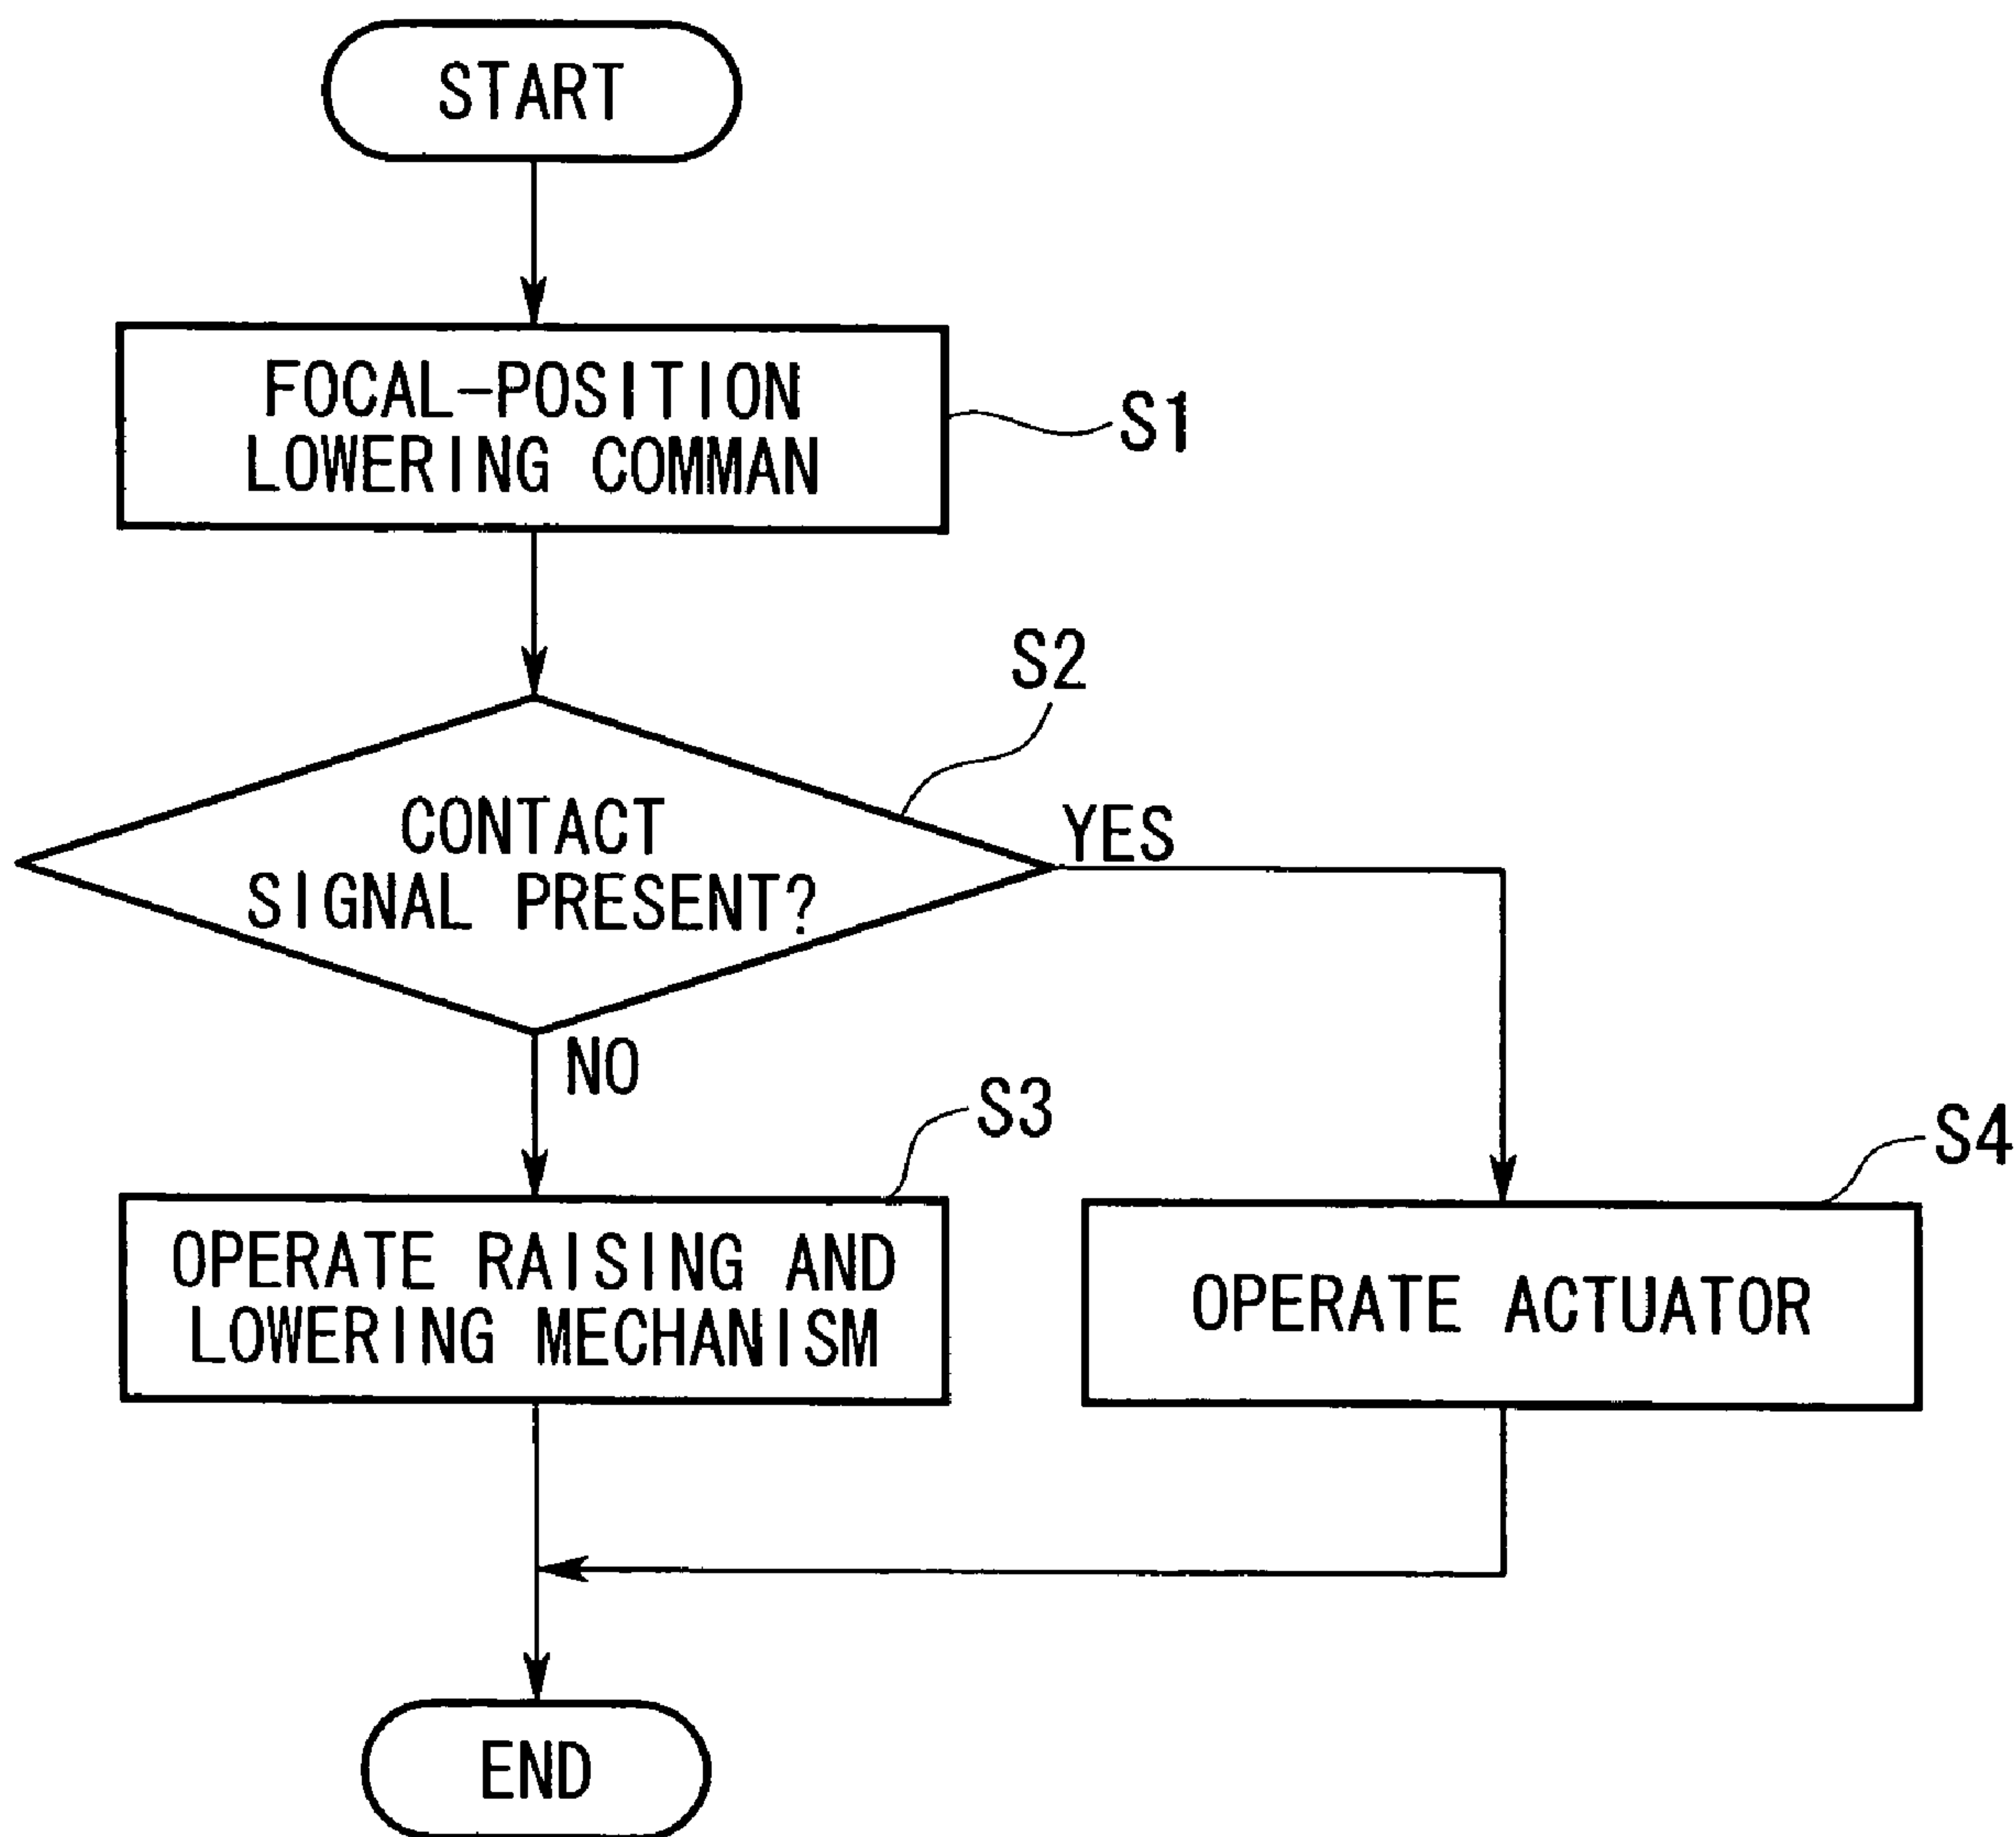 START
FOCAL-POSITION
LOWERING COMMAN
S1
S2
CONTACT
SIGNAL PRESENT?
YES
NO
S3
OPERATE RAISING AND
LOWERING MECHANISM
S4
OPERATE ACTUATOR
END